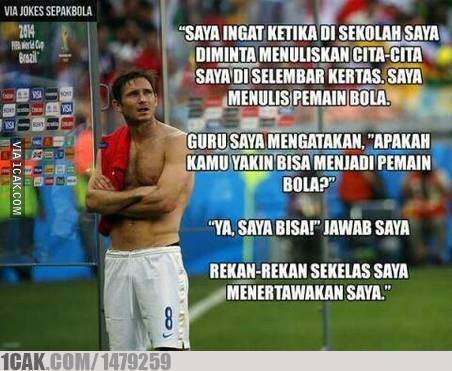 VIA JOKES SEPAKBOLA
2014
FIFA World Cup
Brazil
VISA
"SAYA INGAT KETIKA DI SEKOLAH SAYA
DIMINTA MENULISKAN CITA-CITA
SAYA DI SELEMBAR KERTAS. SAYA
MENULIS PEMAIN BOLA.
GURU SAYA MENGATAKAN,"APAKAH
KAMU YAKIN BISA MENJADI PEMAIN
BOLA?"
"YA, SAYA BISA!" JAWAB SAYA
REKAN-REKAN SEKELAS SAYA
MENERTAWAKAN SAYA."
VIA 1CAK.COM
8
1CAK.COM/1479259